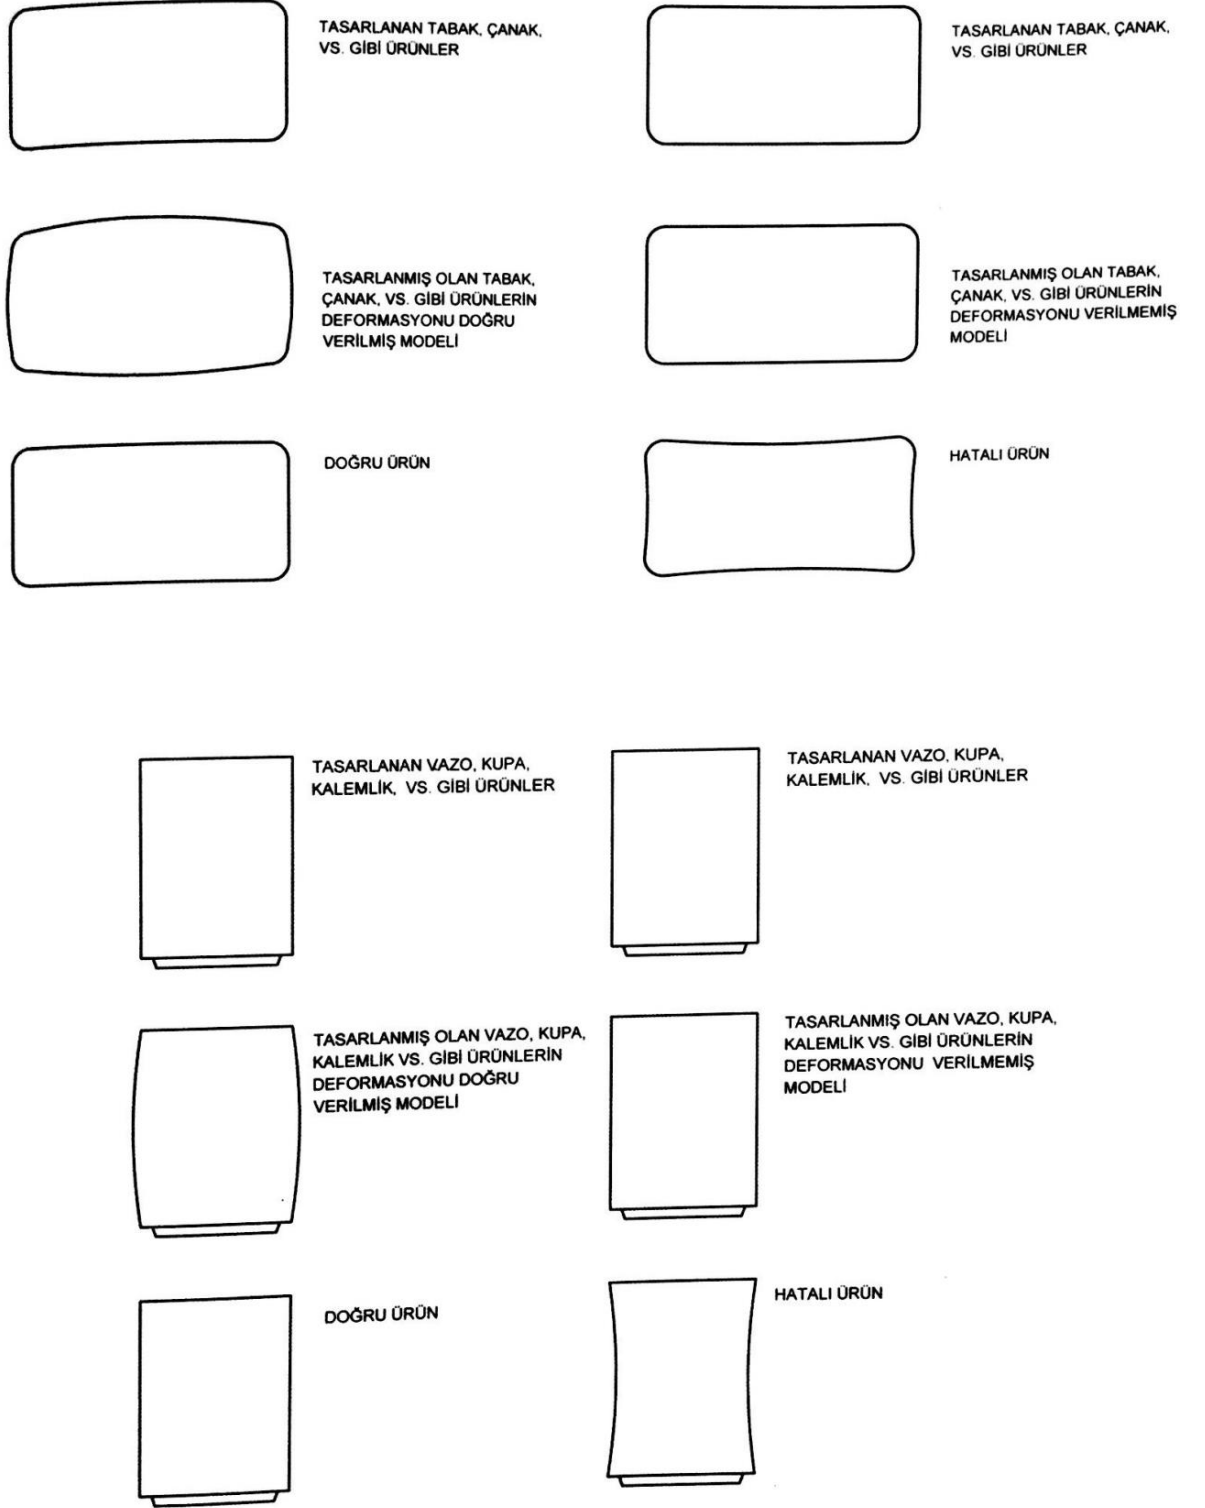 TASARLANAN TABAK, ÇANAK,
VS. GİBİ ÜRÜNLER
TASARLANAN TABAK, ÇANAK,
VS. GİBİ ÜRÜNLER
TASARLANMIŞ OLAN TABAK,
ÇANAK, VS. GİBİ ÜRÜNLERİN
DEFORMASYONU DOĞRU
VERİLMİŞ MODELİ
TASARLANMIŞ OLAN TABAK,
ÇANAK, VS. GİBİ ÜRÜNLERİN
DEFORMASYONU VERİLMEMİŞ
MODELİ
DOĞRU ÜRÜN
HATALI ÜRÜN
TASARLANAN VAZO, KUPA,
KALEMLİK, VS. GİBİ ÜRÜNLER
TASARLANAN VAZO, KUPA,
KALEMLİK, VS. GİBİ ÜRÜNLER
TASARLANMIŞ OLAN VAZO, KUPA,
KALEMLİK VS. GİBİ ÜRÜNLERİN
DEFORMASYONU DOĞRU
VERİLMİŞ MODELİ
TASARLANMIŞ OLAN VAZO, KUPA,
KALEMLİK VS. GİBİ ÜRÜNLERİN
DEFORMASYONU VERİLMEMİŞ
MODELİ
DOĞRU ÜRÜN
HATALI ÜRÜN